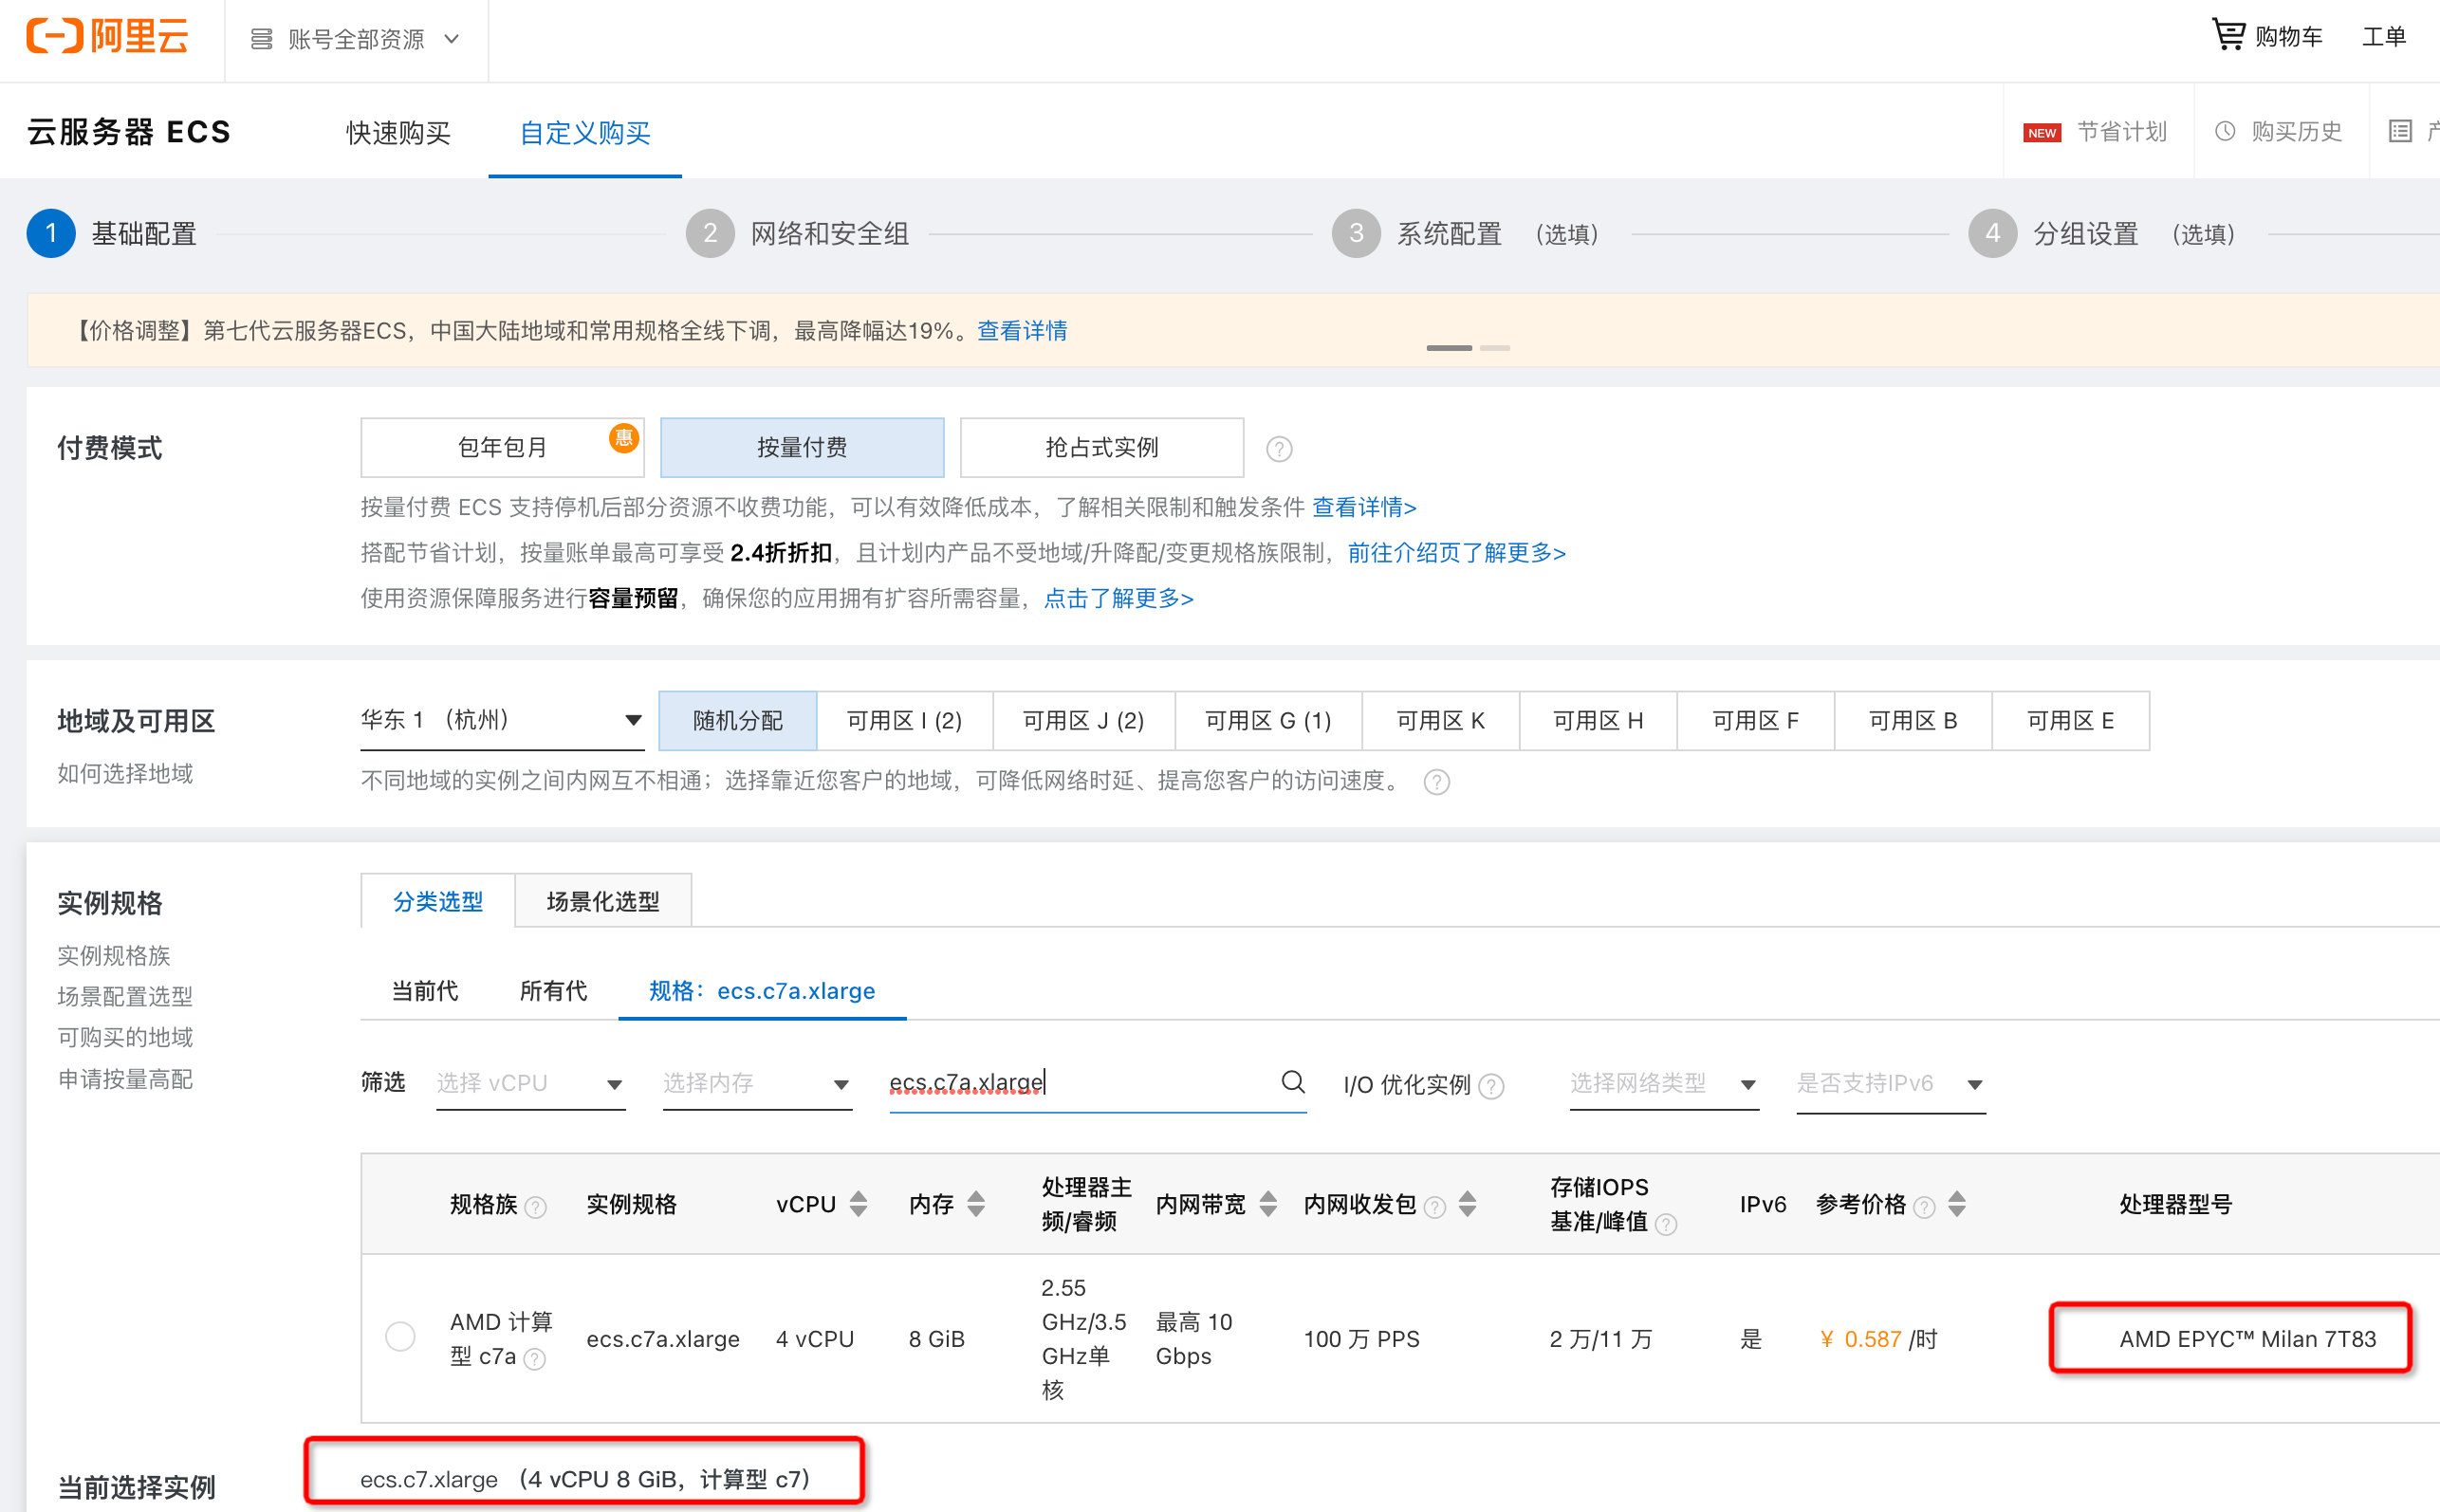 阿里云
账号全部资源
购物车
工单
云服务器 ECS
快速购买
自定义购买
NEW 节省计划
购买历史
1 基础配置
2 网络和安全组
3 系统配置 (选填)
4 分组设置 (选填)
【价格调整】第七代云服务器ECS，中国大陆地域和常用规格全线下调，最高降幅达19%。查看详情
付费模式
包年包月 惠
按量付费
抢占式实例
按量付费 ECS 支持停机后部分资源不收费功能，可以有效降低成本，了解相关限制和触发条件 查看详情>
搭配节省计划，按量账单最高可享受 2.4折折扣，且计划内产品不受地域/升降配/变更规格族限制，前往介绍页了解更多>
使用资源保障服务进行容量预留，确保您的应用拥有扩容所需容量，点击了解更多>
地域及可用区
如何选择地域
华东 1 （杭州）
随机分配
可用区 I (2)
可用区 J (2)
可用区 G (1)
可用区 K
可用区 H
可用区 F
可用区 B
可用区 E
不同地域的实例之间内网互不相通；选择靠近您客户的地域，可降低网络时延、提高您客户的访问速度。
实例规格
实例规格族
场景配置选型
可购买的地域
申请按量高配
分类选型
场景化选型
当前代
所有代
规格：ecs.c7a.xlarge
筛选
选择 vCPU
选择内存
ecs.c7a.xlarge
I/O 优化实例
选择网络类型
是否支持IPv6
规格族
实例规格
vCPU
内存
处理器主
频/睿频
内网带宽
内网收发包
存储IOPS
基准/峰值
IPv6
参考价格
处理器型号
AMD 计算
型 c7a
ecs.c7a.xlarge
4 vCPU
8 GiB
2.55
GHz/3.5
GHz单
核
最高 10
Gbps
100 万 PPS
2 万/11 万
是
¥ 0.587 /时
AMD EPYC™ Milan 7T83
当前选择实例
ecs.c7.xlarge （4 vCPU 8 GiB，计算型 c7）